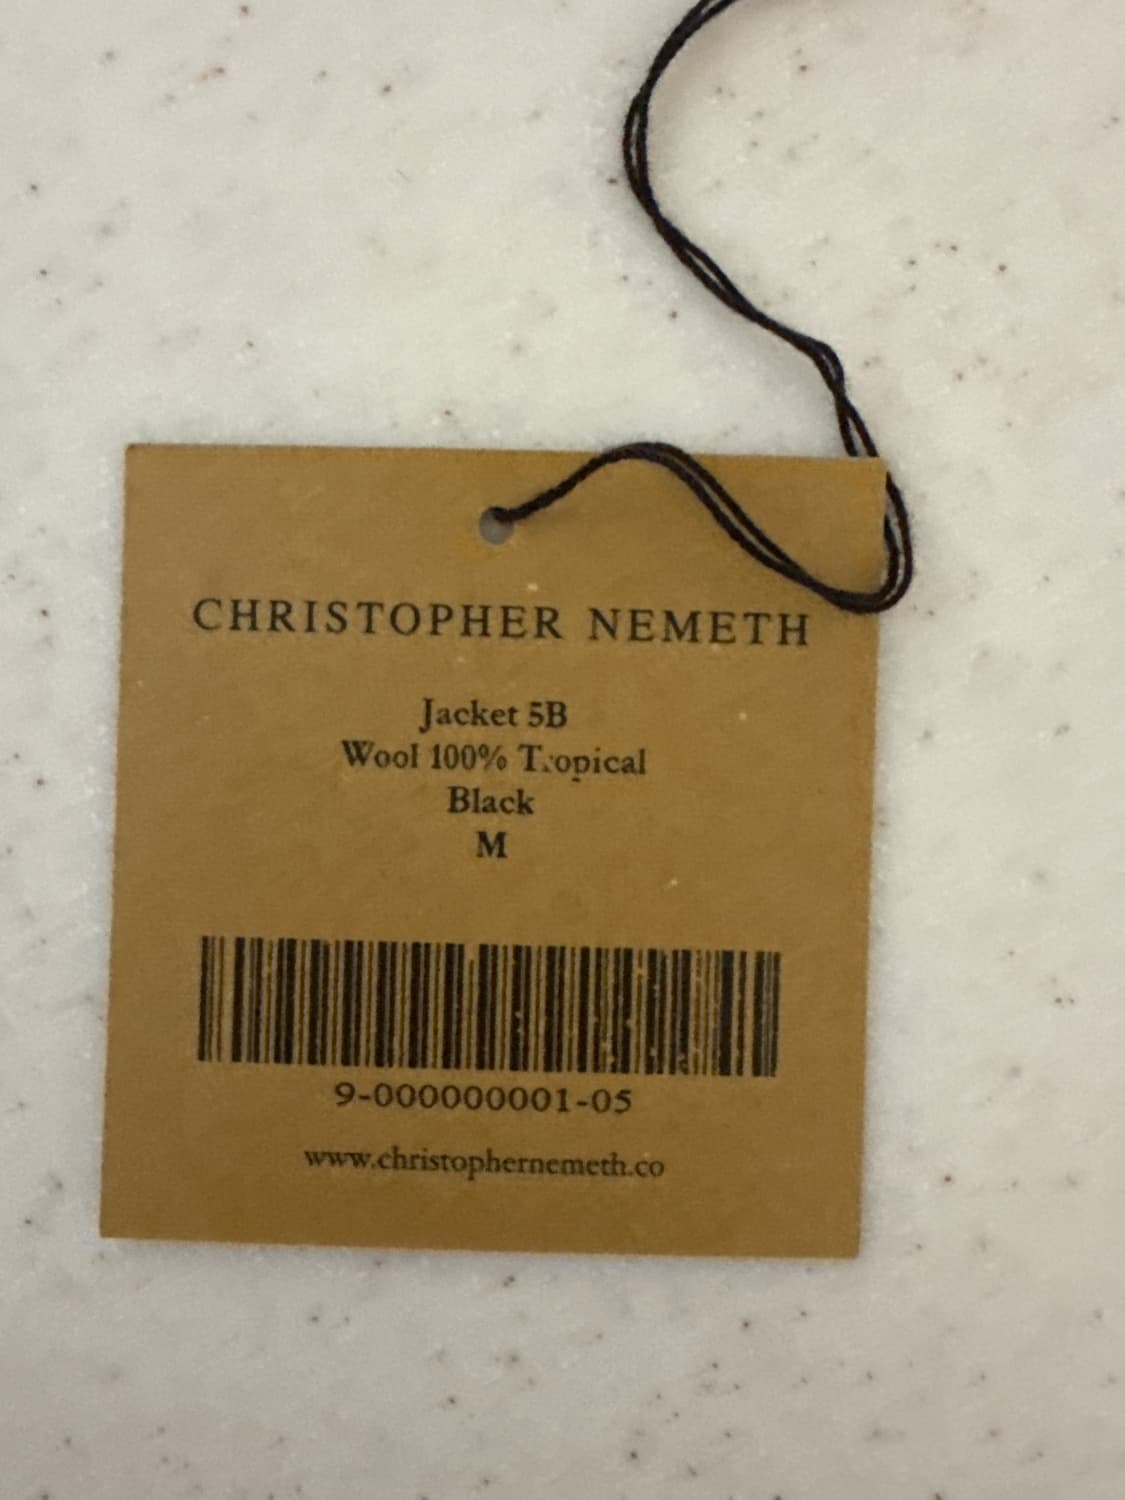 CHRISTOPHER NEMETH
Jacket 5B
Wool 100% Tropical
Black
M
9-000000001-05
www.christophernemeth.co